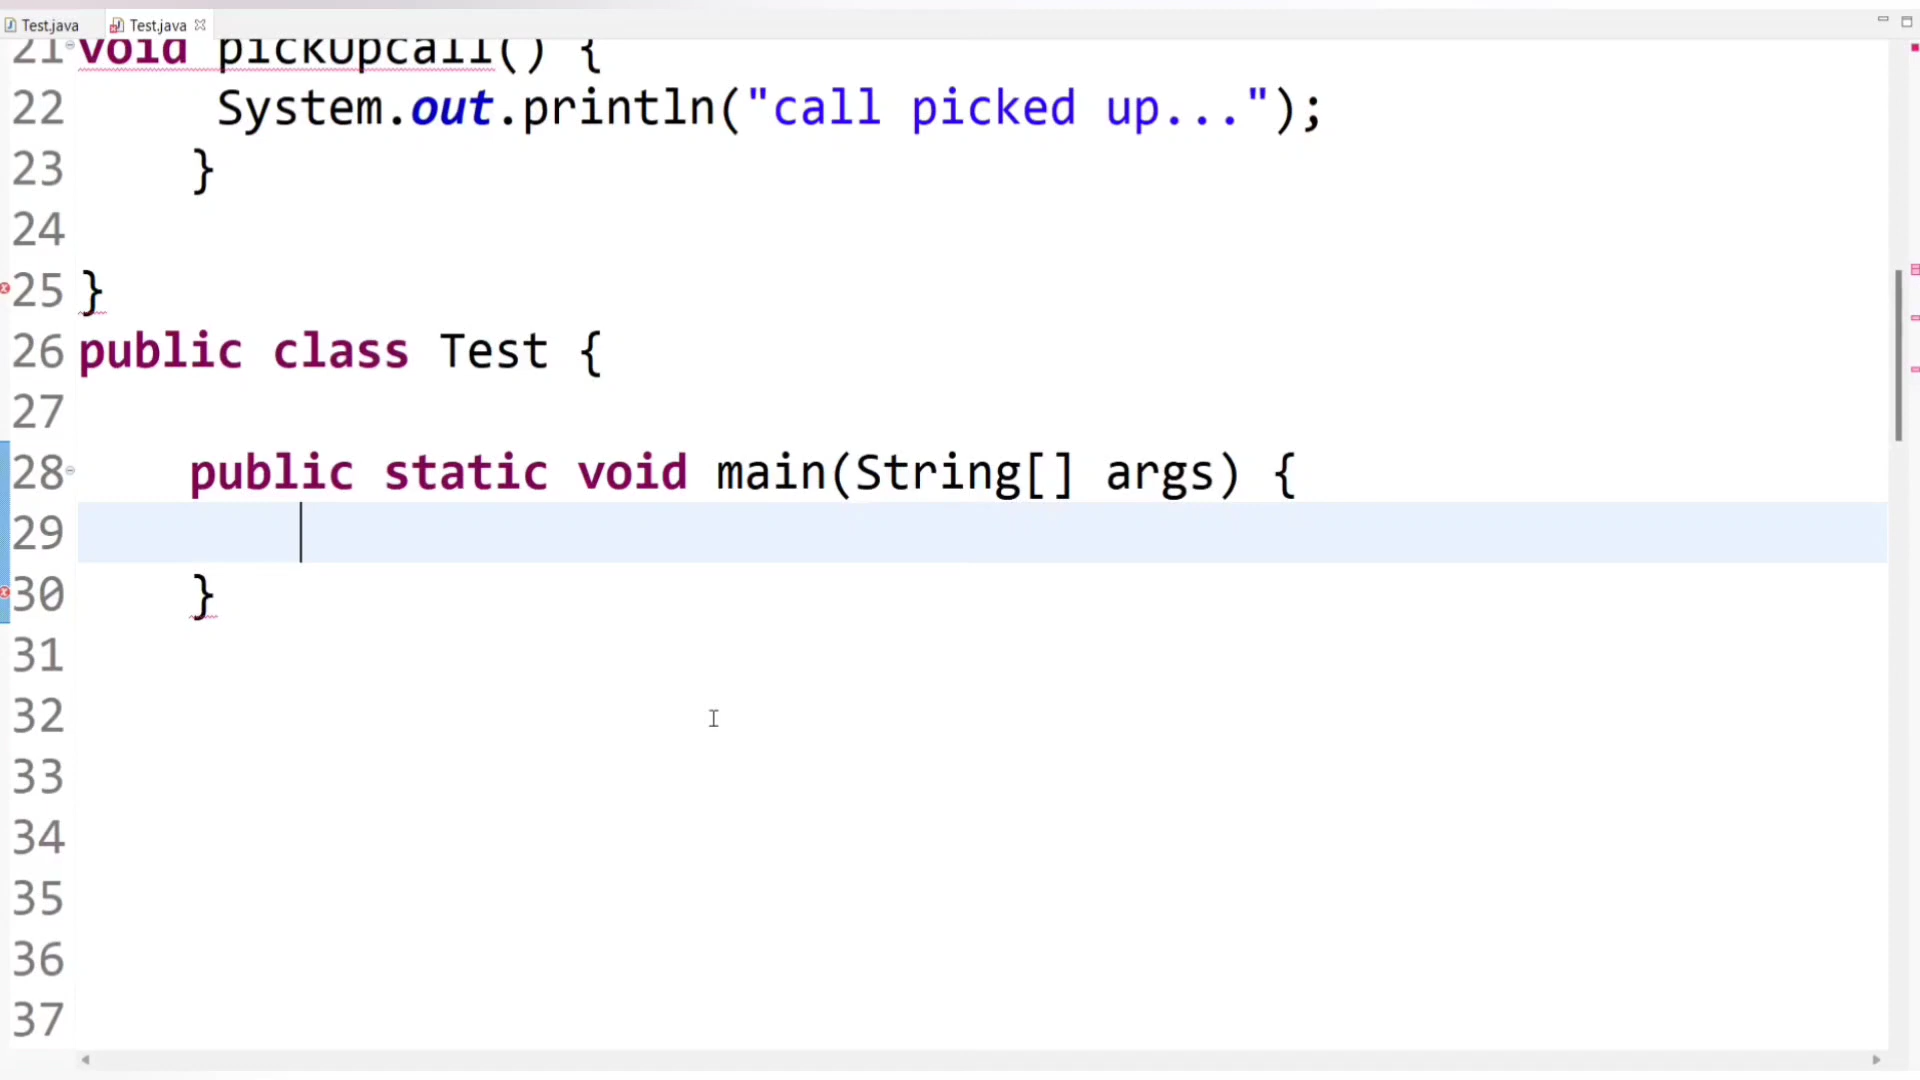 Test.java Test.java
21 void pickupcall() {
22 System.out.println("call picked up...");
23 }
24
25 }
26 public class Test {
27
28 public static void main(String[] args) {
29
30 }
31
32
33
34
35
36
37